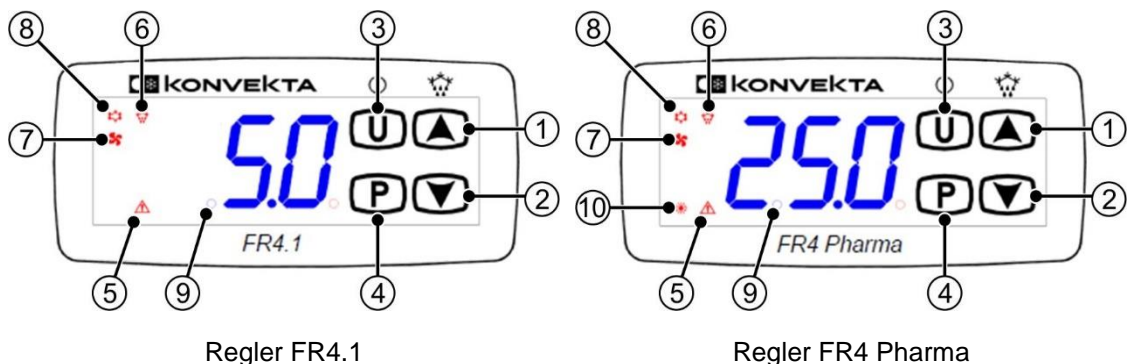 8 6 3 8 6 3
KONVEKTA KONVEKTA
7 5.0 U 1 7 25.0 U 1
P 2 10 P 2
FR4.1 FR4 Pharma
5 9 4 5 9 4
Regler FR4.1 Regler FR4 Pharma